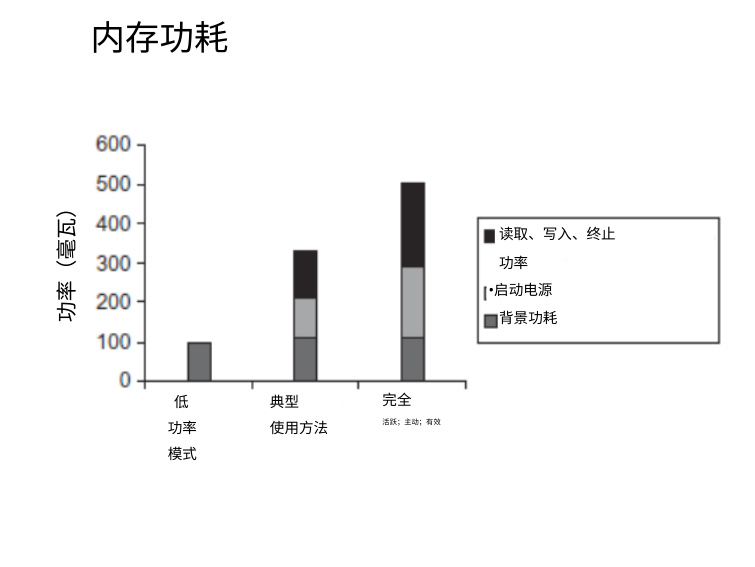 内存功耗
功率（毫瓦）
600
500
400
300
200
100
0
低
功率
模式
典型
使用方法
完全
活跃；主动；有效
读取、写入、终止
功率
•启动电源
背景功耗